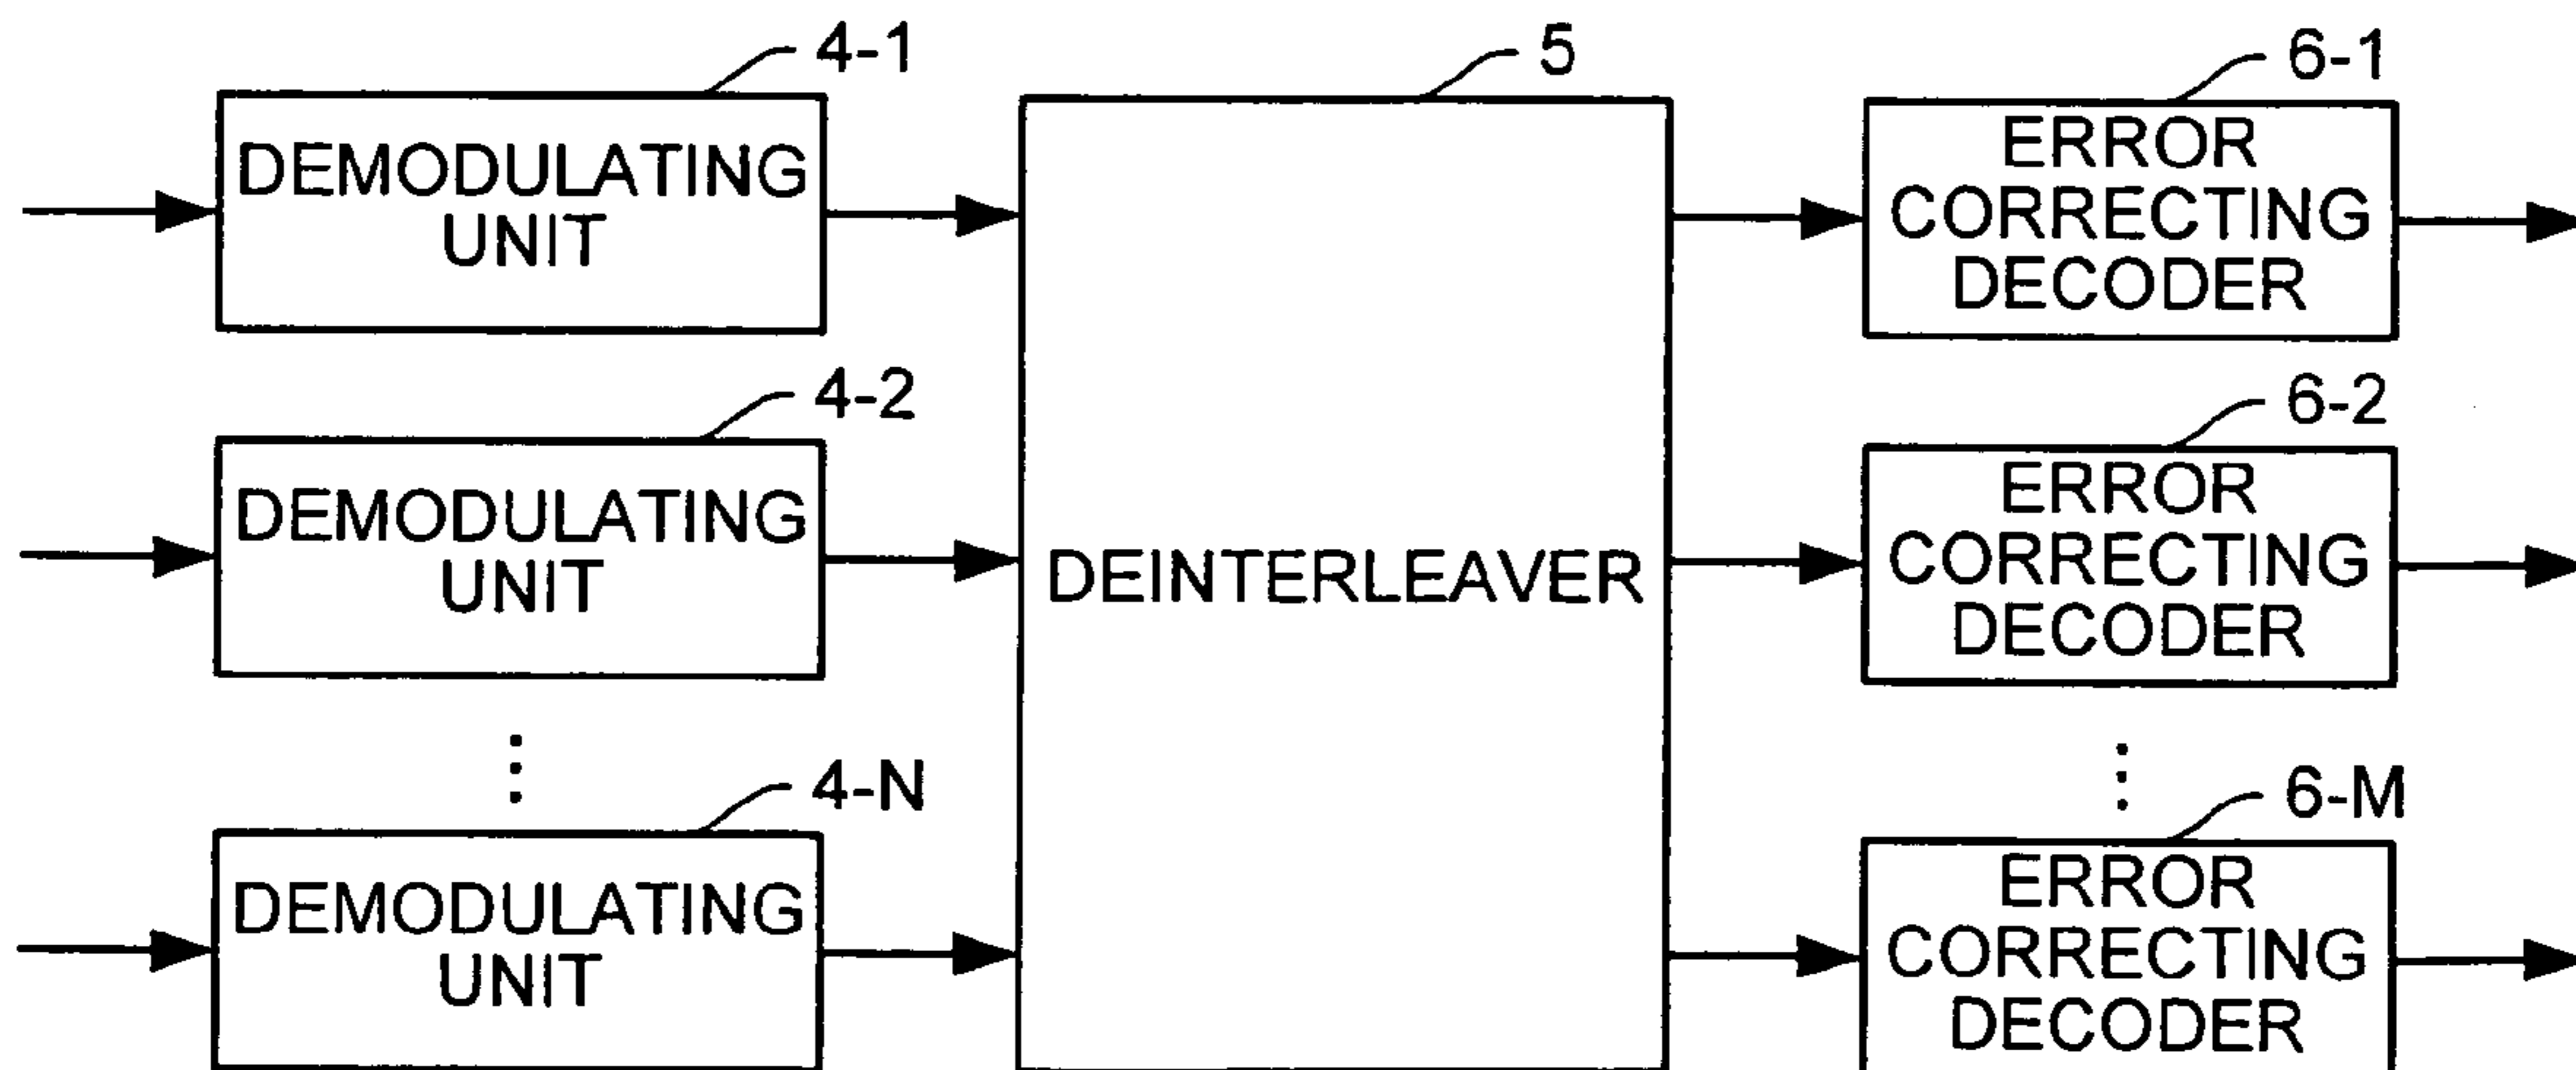 4-1
DEMODULATING
UNIT
4-2
DEMODULATING
UNIT
4-N
DEMODULATING
UNIT
5
DEINTERLEAVER
6-1
ERROR
CORRECTING
DECODER
6-2
ERROR
CORRECTING
DECODER
6-M
ERROR
CORRECTING
DECODER